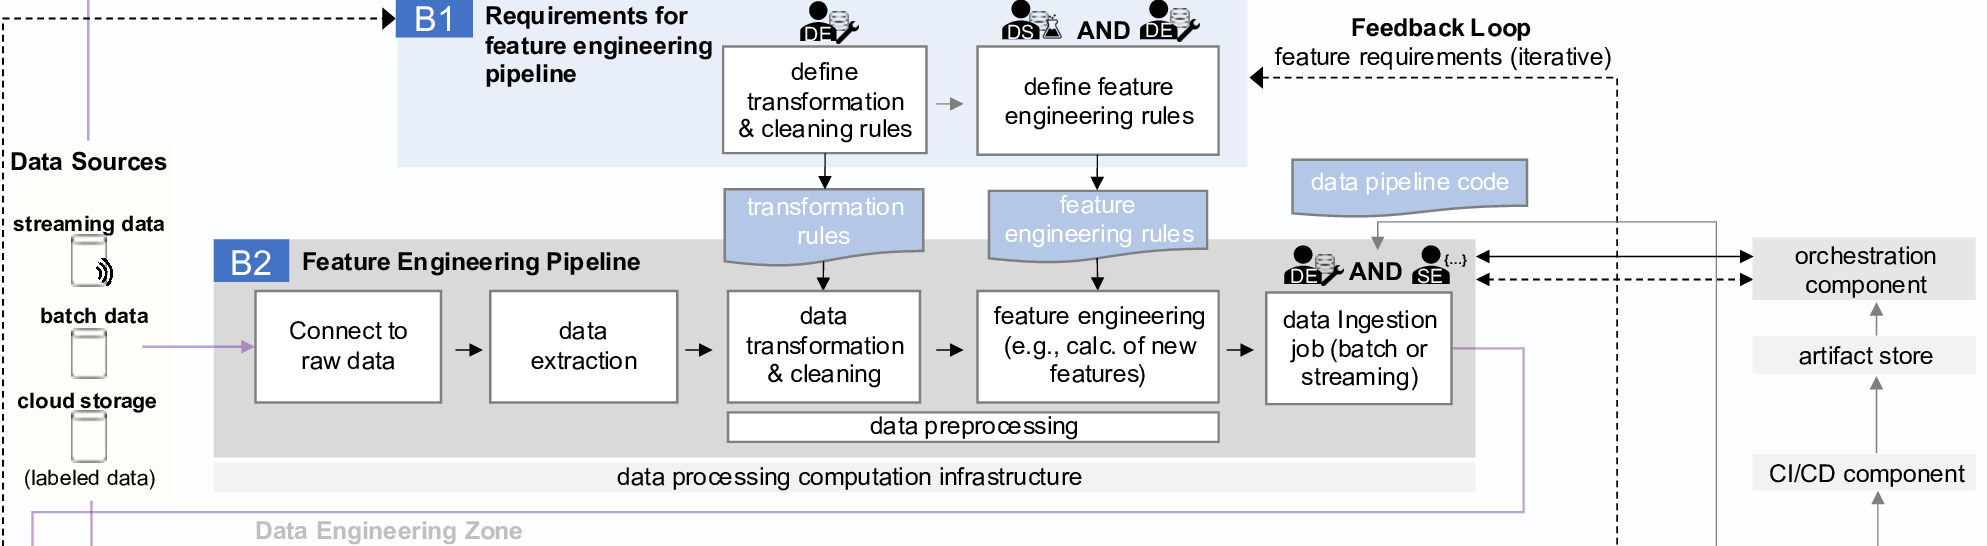 B1
Requirements for
feature engineering
pipeline
DE
define
transformation
& cleaning rules
DS AND DE
define feature
engineering rules
Feedback Loop
feature requirements (iterative)
Data Sources
streaming data
batch data
cloud storage
(labeled data)
transformation
rules
feature
engineering rules
data pipeline code
B2
Feature Engineering Pipeline
DE AND SE {...}
Connect to
raw data
data
extraction
data
transformation
& cleaning
feature engineering
(e.g., calc. of new
features)
data Ingestion
job (batch or
streaming)
data preprocessing
data processing computation infrastructure
orchestration
component
artifact store
CI/CD component
Data Engineering Zone